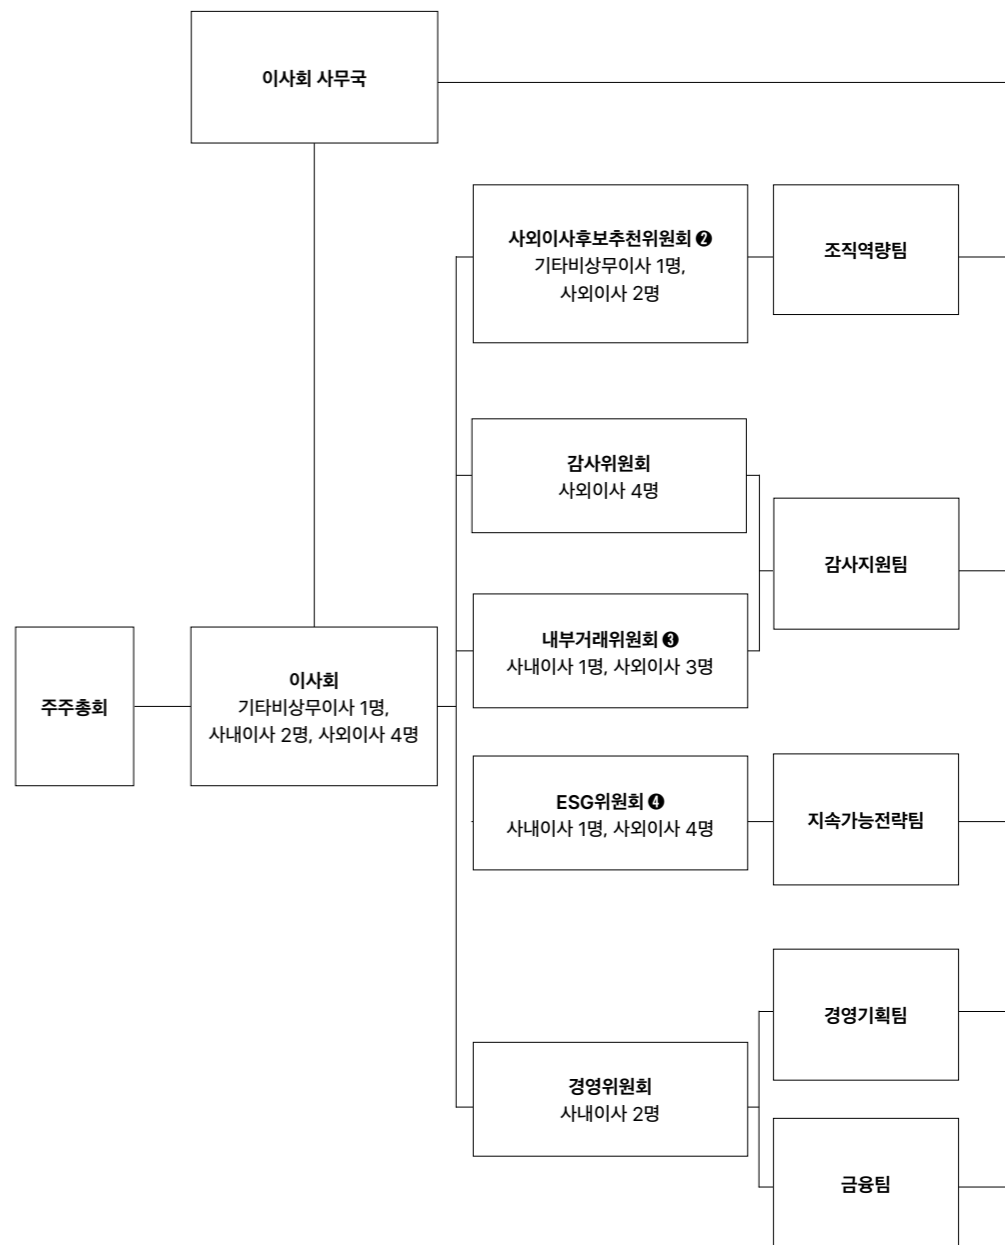 이사회 사무국
사외이사후보추천위원회 ❷
기타비상무이사 1명,
사외이사 2명
조직역량팀
감사위원회
사외이사 4명
감사지원팀
내부거래위원회 ❸
사내이사 1명, 사외이사 3명
주주총회
이사회
기타비상무이사 1명,
사내이사 2명, 사외이사 4명
ESG위원회 ❹
사내이사 1명, 사외이사 4명
지속가능전략팀
경영기획팀
경영위원회
사내이사 2명
금융팀